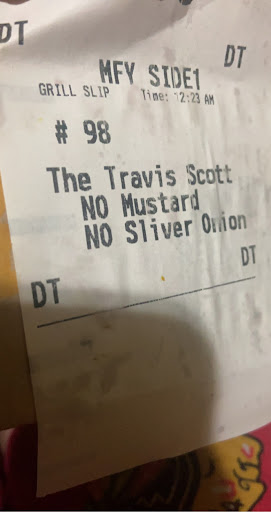 DT
DT
MFY SIDE1
GRILL SLIP Time: 12:23 AM
# 98
The Travis Scott
NO Mustard
NO Sliver Onion
DT
DT